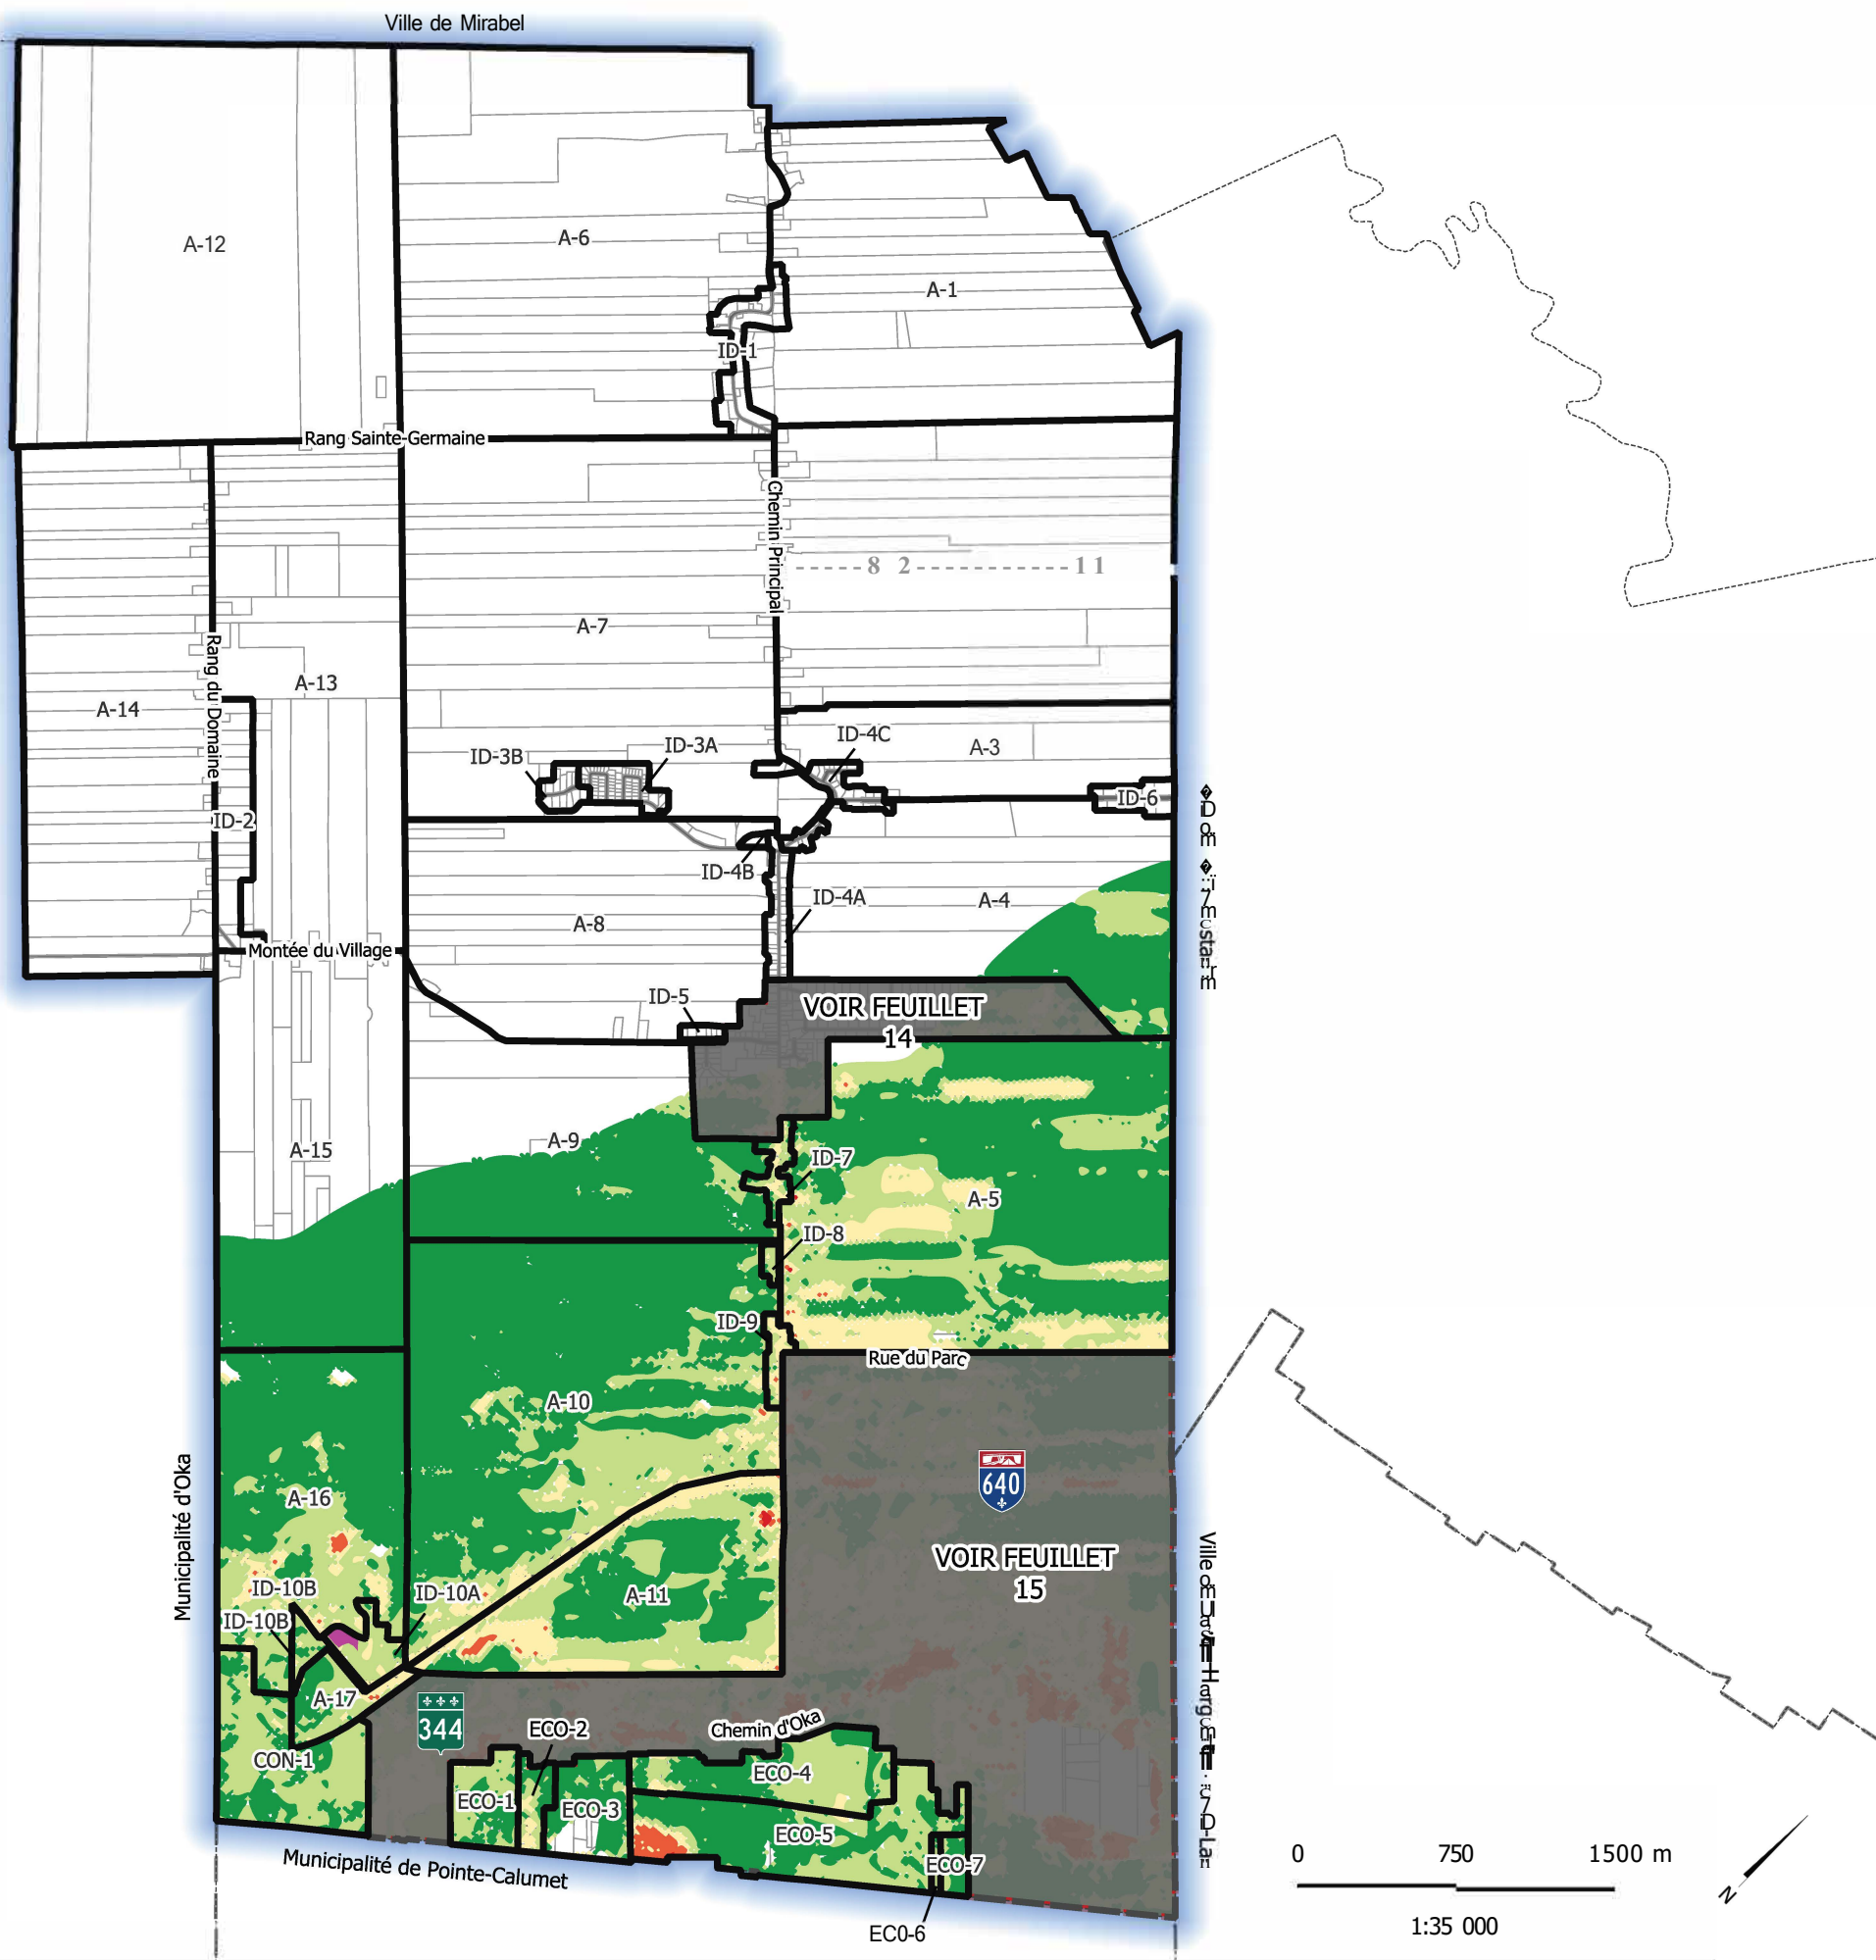 Ville de Mirabel
A-12
A-6
A-1
ID-1
Rang Sainte-Germaine
Chemin Principal
8 2
11
A-7
Rang du Domaine
A-13
A-14
ID-3B
ID-3A
ID-4C
A-3
ID-6
ID-2
ID-4B
ID-4A
A-4
A-8
Montée du Village
ID-5
VOIR FEUILLET
14
A-9
A-15
ID-7
A-5
ID-8
ID-9
Rue du Parc
A-10
Municipalité d'Oka
A-16
640
VOIR FEUILLET
15
ID-10B
ID-10A
A-11
ID-10B
A-17
344
ECO-2
Chemin d'Oka
CON-1
ECO-4
ECO-1
ECO-3
ECO-5
ECO-7
Municipalité de Pointe-Calumet
EC0-6
0 750 1500 m
1:35 000
N
Ville